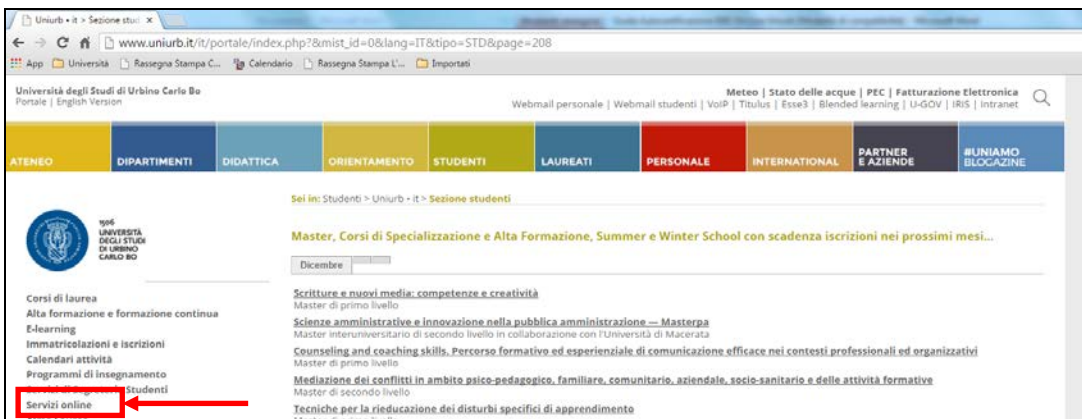 Uniurb • it > Sezione stud
www.uniurb.it/it/portale/index.php?&mist_id=0&lang=IT&tipo=STD&page=208
App Università Rassegna Stampa C... Calendario Rassegna Stampa L'... Importati
Università degli Studi di Urbino Carlo Bo
Portale | English Version
Meteo | Stato delle acque | PEC | Fatturazione Elettronica
Webmail personale | Webmail studenti | VoIP | Titulus | Esse3 | Blended learning | U-GOV | IRIS | Intranet
ATENEO DIPARTIMENTI DIDATTICA ORIENTAMENTO STUDENTI LAUREATI PERSONALE INTERNATIONAL PARTNER E AZIENDE #UNIAMO BLOGAZINE
Sei in: Studenti > Uniurb • it > Sezione studenti
1506
UNIVERSITÀ
DEGLI STUDI
DI URBINO
CARLO BO
Master, Corsi di Specializzazione e Alta Formazione, Summer e Winter School con scadenza iscrizioni nei prossimi mesi...
Dicembre
Corsi di laurea
Alta formazione e formazione continua
E-learning
Immatricolazioni e iscrizioni
Calendari attività
Programmi di insegnamento
Studenti
Servizi online
Scritture e nuovi media: competenze e creatività
Master di primo livello
Scienze amministrative e innovazione nella pubblica amministrazione — Masterpa
Master interuniversitario di secondo livello in collaborazione con l'Università di Macerata
Counseling and coaching skills. Percorso formativo ed esperienziale di comunicazione efficace nei contesti professionali ed organizzativi
Master di primo livello
Mediazione dei conflitti in ambito psico-pedagogico, familiare, comunitario, aziendale, socio-sanitario e delle attività formative
Master di secondo livello
Tecniche per la rieducazione dei disturbi specifici di apprendimento